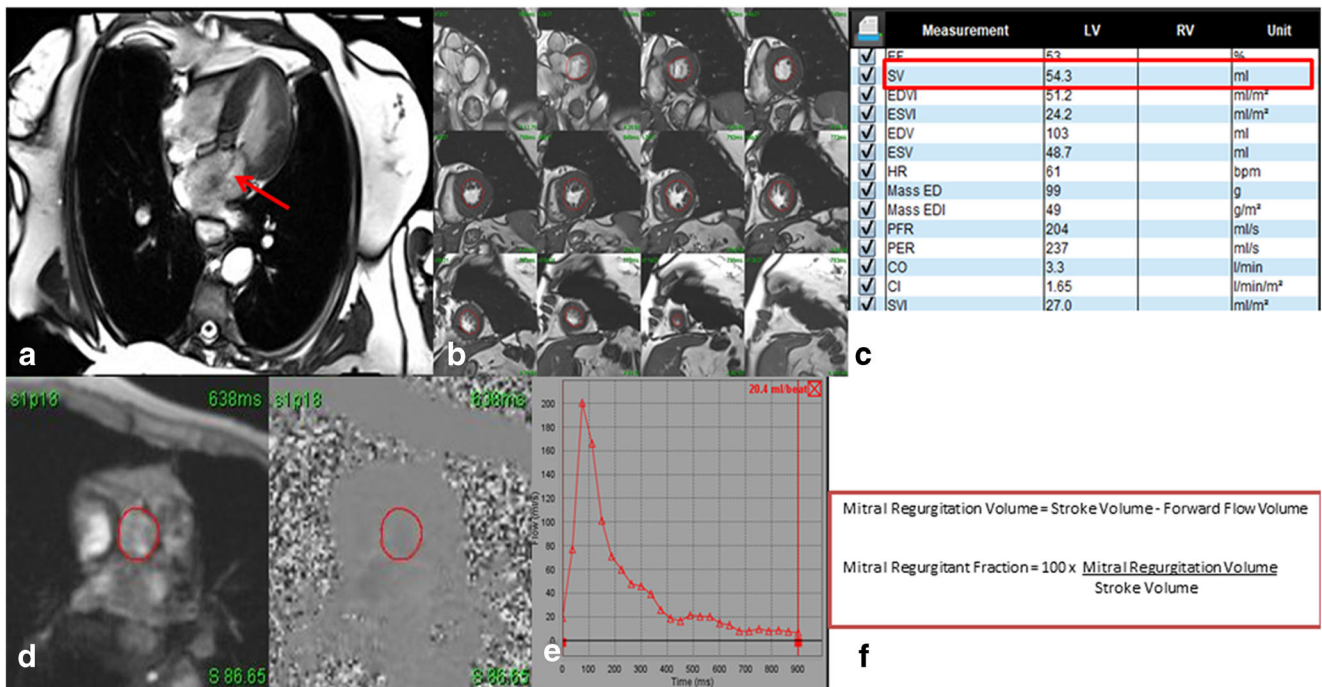 a
b
Measurement LV RV Unit
EF 53 %
SV 54.3 ml
EDVI 51.2 ml/m²
ESVI 24.2 ml/m²
EDV 103 ml
ESV 48.7 ml
HR 61 bpm
Mass ED 99 g
Mass EDI 49 g/m²
PFR 204 ml/s
PER 237 ml/s
CO 3.3 l/min
CI 1.65 l/min/m²
SVI 27.0 ml/m²
c
s1p18 638ms
S 86.65
d
s1p18 638ms
S 86.65
20.4 ml/beat
200
180
160
140
120
100
80
60
40
20
0
Flow (ml/s)
0 100 200 300 400 500 600 700 800 900
Time (ms)
e
Mitral Regurgitation Volume = Stroke Volume - Forward Flow Volume
Mitral Regurgitant Fraction = 100 x Mitral Regurgitation Volume
Stroke Volume
f